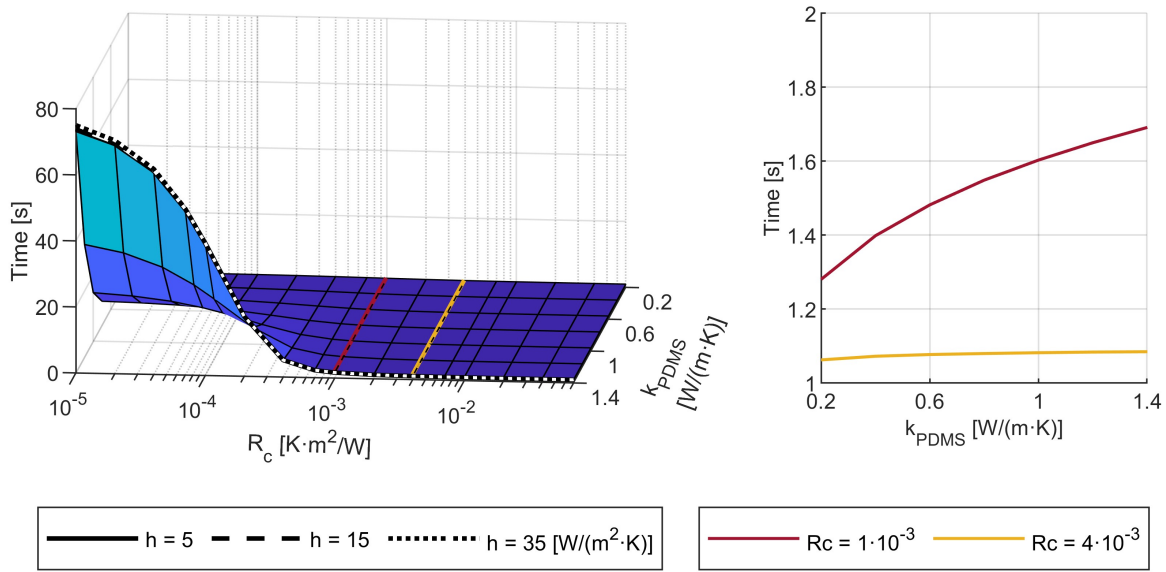 80
60
40
20
0
Time [s]
10⁻⁵
10⁻⁴
10⁻³
10⁻²
R_c [K·m²/W]
0.2
0.6
1
1.4
k_PDMS
[W/(m·K)]
2
1.8
1.6
1.4
1.2
1
Time [s]
0.2 0.6 1 1.4
k_PDMS [W/(m·K)]
h = 5 h = 15 h = 35 [W/(m²·K)]
Rc = 1·10⁻³ Rc = 4·10⁻³